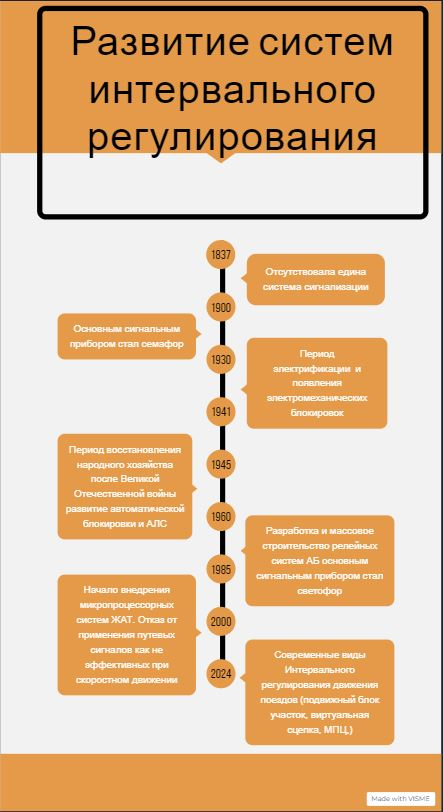 Развитие систем
интервального
регулирования
1837
Отсутствовала едина
система сигнализации
1900
Основным сигнальным
прибором стал семафор
1930
Период
электрификации и
появления
электромеханических
блокировок
1941
Период восстановления
народного хозяйства
после Великой
Отечественной войны
развитие автоматической
блокировки и АЛС
1945
1960
Разработка и массовое
строительство релейных
систем АБ основным
сигнальным прибором стал
светофор
1985
Начало внедрения
микропроцессорных
систем ЖАТ. Отказ от
применения путевых
сигналов как не
эффективных при
скоростном движении
2000
2024
Современные виды
Интервального
регулирования движения
поездов (подвижный блок
участок, виртуальная
сцепка, МПЦ,)
Made with VISME